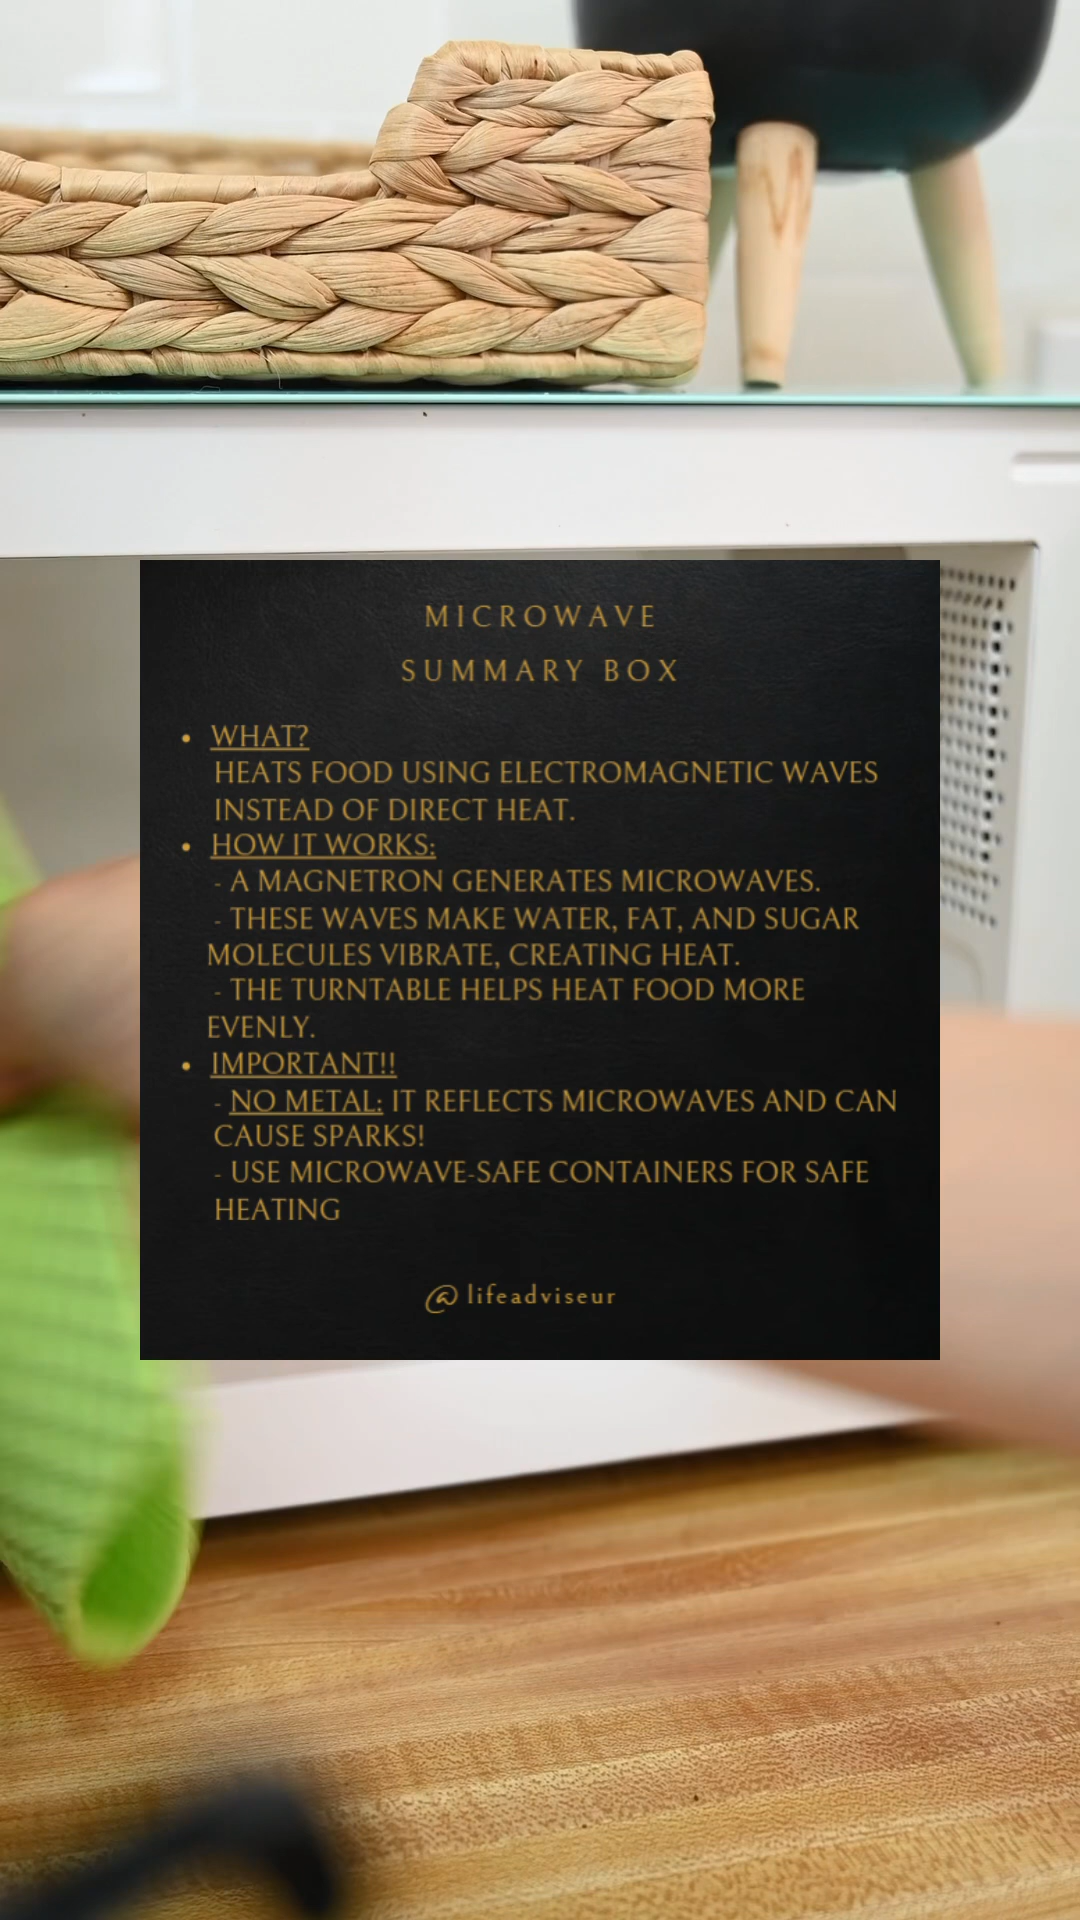 MICROWAVE
SUMMARY BOX
• WHAT?
HEATS FOOD USING ELECTROMAGNETIC WAVES
INSTEAD OF DIRECT HEAT.
• HOW IT WORKS:
- A MAGNETRON GENERATES MICROWAVES.
- THESE WAVES MAKE WATER, FAT, AND SUGAR
MOLECULES VIBRATE, CREATING HEAT.
- THE TURNTABLE HELPS HEAT FOOD MORE
EVENLY.
• IMPORTANT!!
- NO METAL: IT REFLECTS MICROWAVES AND CAN
CAUSE SPARKS!
- USE MICROWAVE-SAFE CONTAINERS FOR SAFE
HEATING
@lifeadviseur